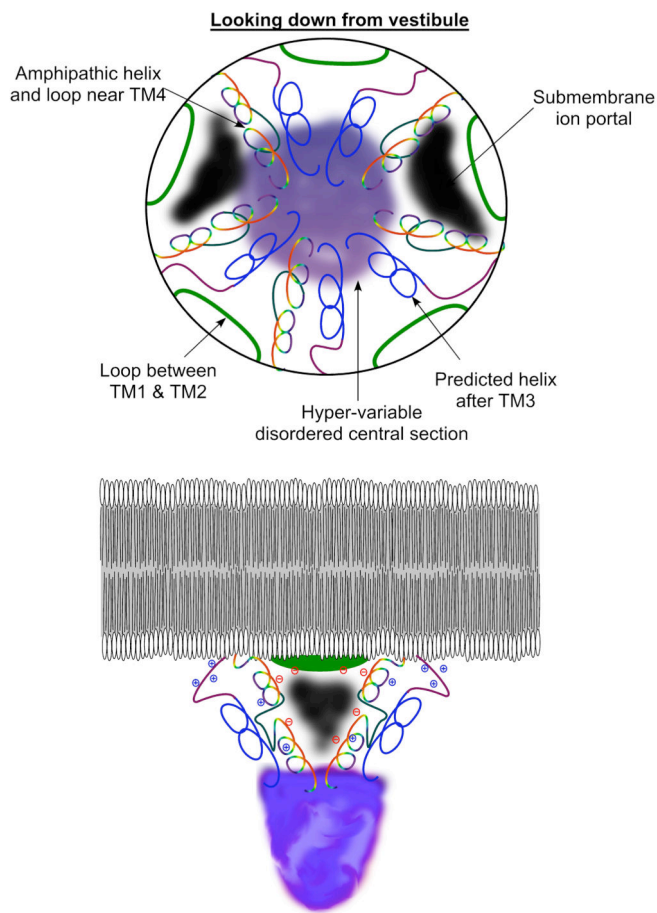 Looking down from vestibule
Amphipathic helix
and loop near TM4
Submembrane
ion portal
Loop between
TM1 & TM2
Predicted helix
after TM3
Hyper-variable
disordered central section